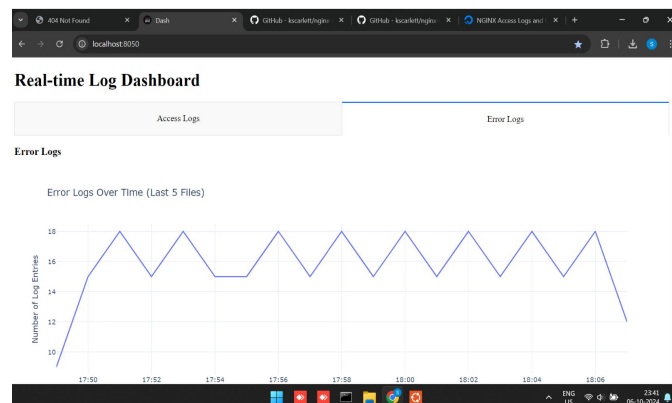 404 Not Found
Dash
GitHub - kscarlett/nginx
GitHub - kscarlett/nginx
NGINX Access Logs and
localhost:8050
S
Real-time Log Dashboard
Access Logs
Error Logs
Error Logs
Error Logs Over Time (Last 5 Files)
Number of Log Entries
18
16
14
12
10
17:50
17:52
17:54
17:56
17:58
18:00
18:02
18:04
18:06
ENG
US
23:41
06-10-2024